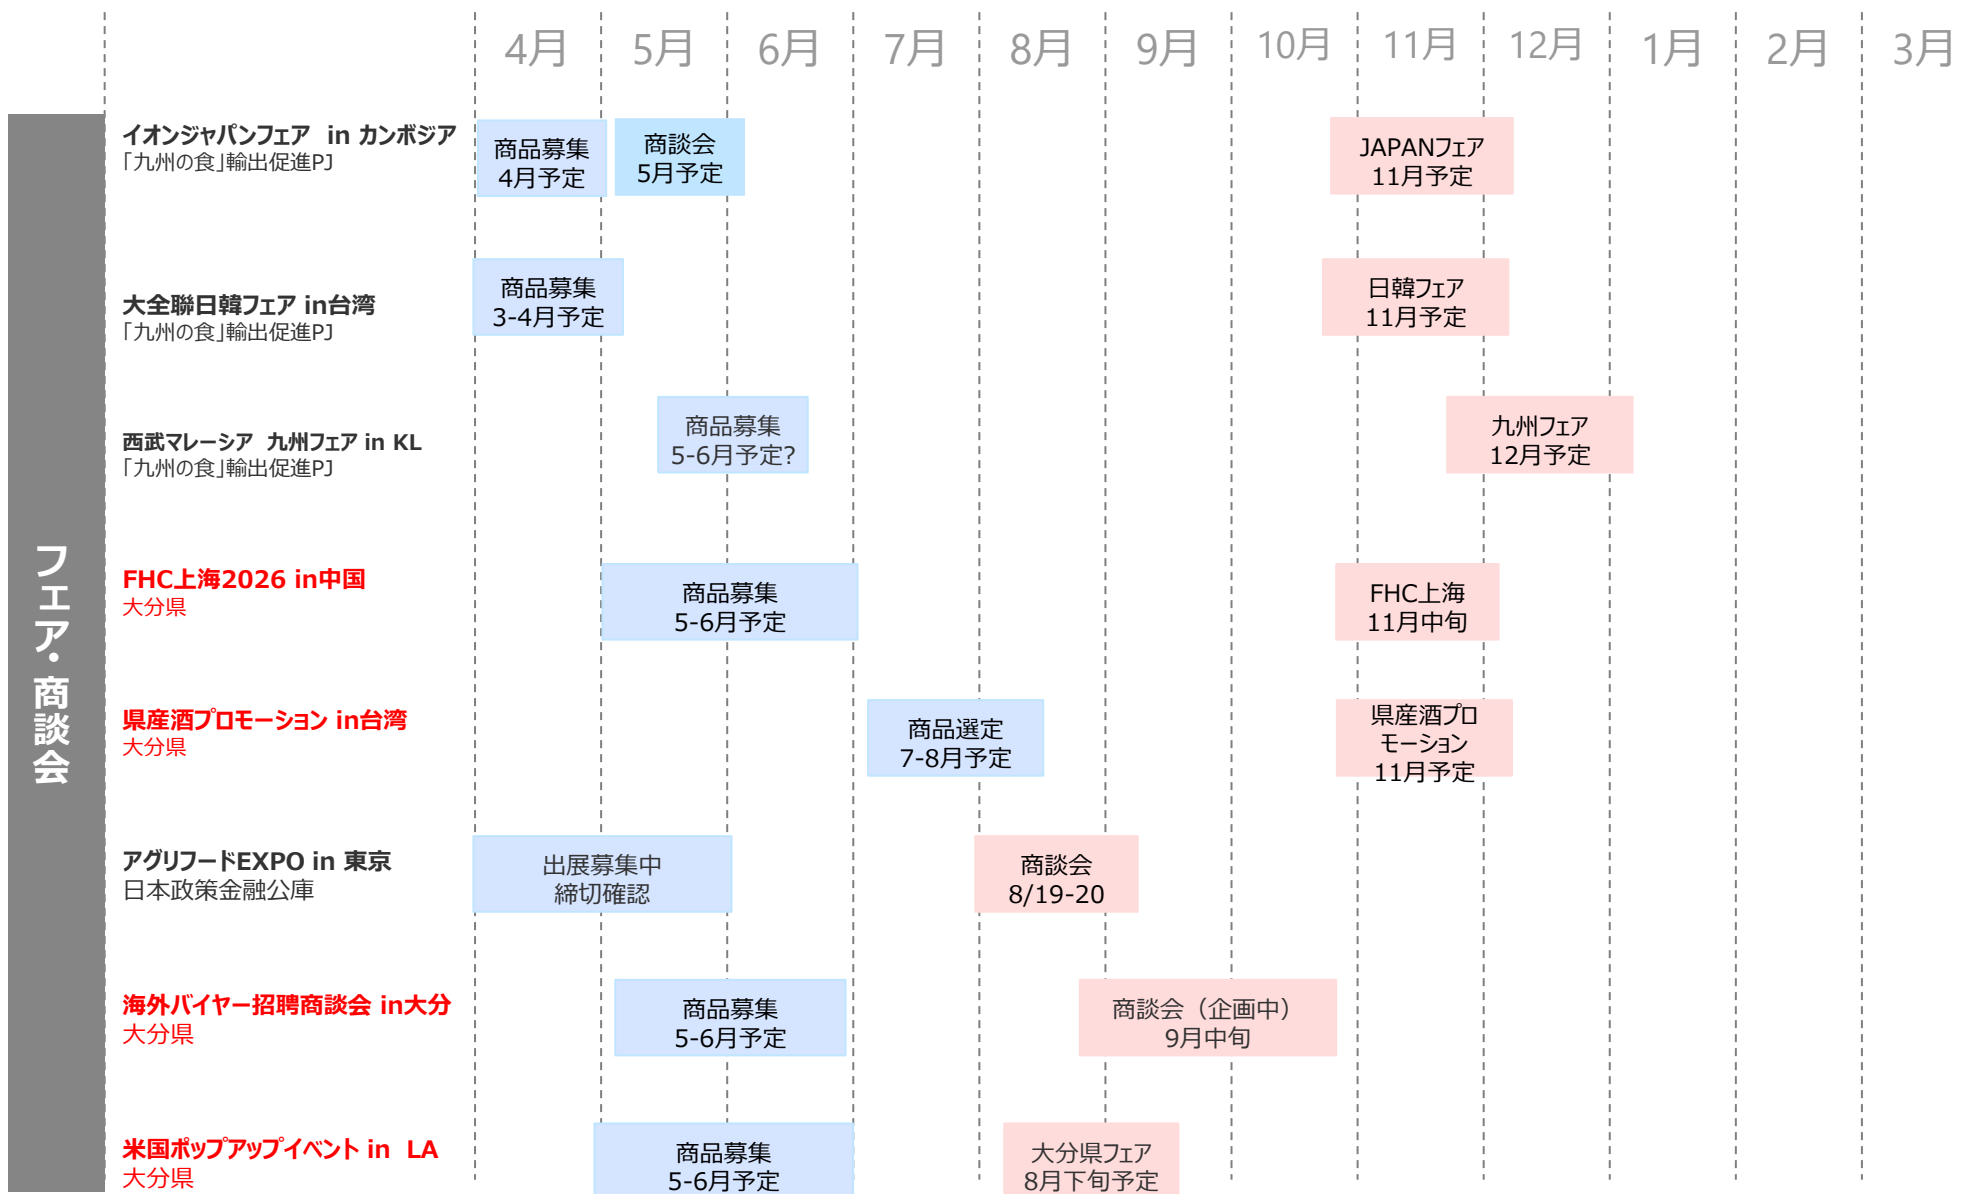 4月 5月 6月 7月 8月 9月 10月 11月 12月 1月 2月 3月
フェア・商談会
イオンジャパンフェア in カンボジア
「九州の食」輸出促進PJ
商品募集
4月予定
商談会
5月予定
JAPANフェア
11月予定
大全聯日韓フェア in台湾
「九州の食」輸出促進PJ
商品募集
3-4月予定
日韓フェア
11月予定
西武マレーシア 九州フェア in KL
「九州の食」輸出促進PJ
商品募集
5-6月予定?
九州フェア
12月予定
FHC上海2026 in中国
大分県
商品募集
5-6月予定
FHC上海
11月中旬
県産酒プロモーション in台湾
大分県
商品選定
7-8月予定
県産酒プロ
モーション
11月予定
アグリフードEXPO in 東京
日本政策金融公庫
出展募集中
締切確認
商談会
8/19-20
海外バイヤー招聘商談会 in大分
大分県
商品募集
5-6月予定
商談会（企画中）
9月中旬
米国ポップアップイベント in LA
大分県
商品募集
5-6月予定
大分県フェア
8月下旬予定